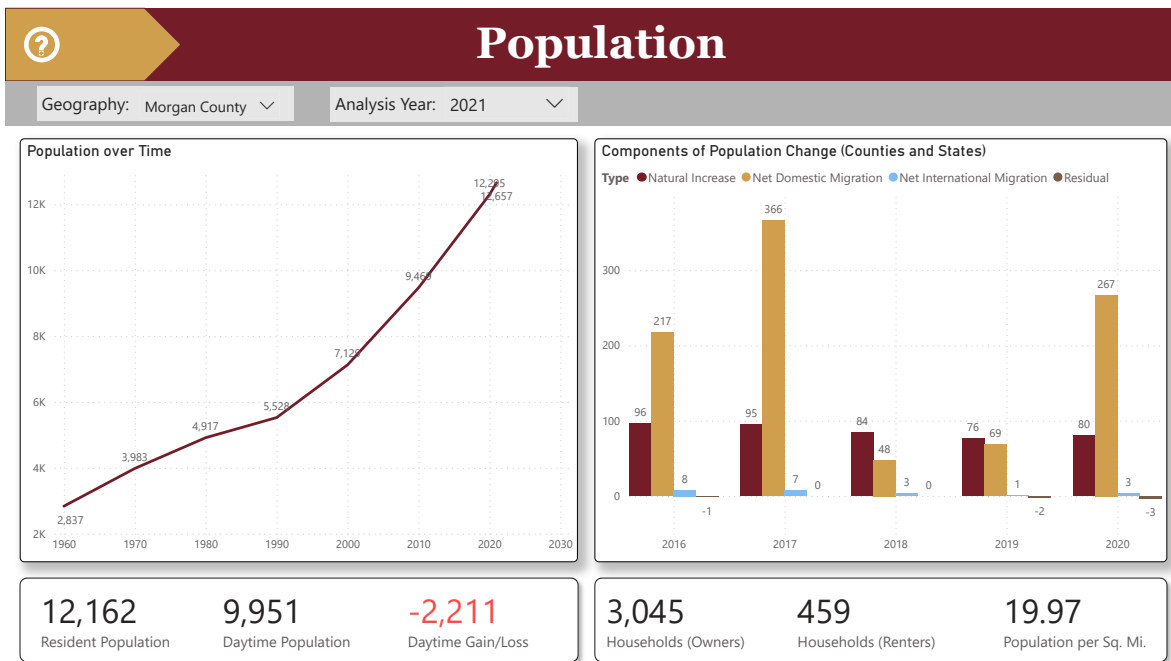 Population
Geography: Morgan County
Analysis Year: 2021
Population over Time
12K
10K
8K
6K
4K
2K
2,837
3,983
4,917
5,528
7,129
9,469
12,295
12,657
1960 1970 1980 1990 2000 2010 2020 2030
Components of Population Change (Counties and States)
Type Natural Increase Net Domestic Migration Net International Migration Residual
300
200
100
0
96 217 8 -1
95 366 7 0
84 48 3 0
76 69 1 -2
80 267 3 -3
2016 2017 2018 2019 2020
12,162 9,951 -2,211
Resident Population Daytime Population Daytime Gain/Loss
3,045 459 19.97
Households (Owners) Households (Renters) Population per Sq. Mi.